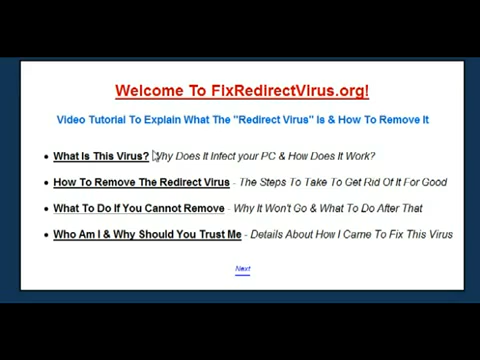 Welcome To FixRedirectVirus.org!
Video Tutorial To Explain What The "Redirect Virus" Is & How To Remove It
• What Is This Virus? Why Does It Infect your PC & How Does It Work?
• How To Remove The Redirect Virus - The Steps To Take To Get Rid Of It For Good
• What To Do If You Cannot Remove - Why It Won't Go & What To Do After That
• Who Am I & Why Should You Trust Me - Details About How I Came To Fix This Virus
Next